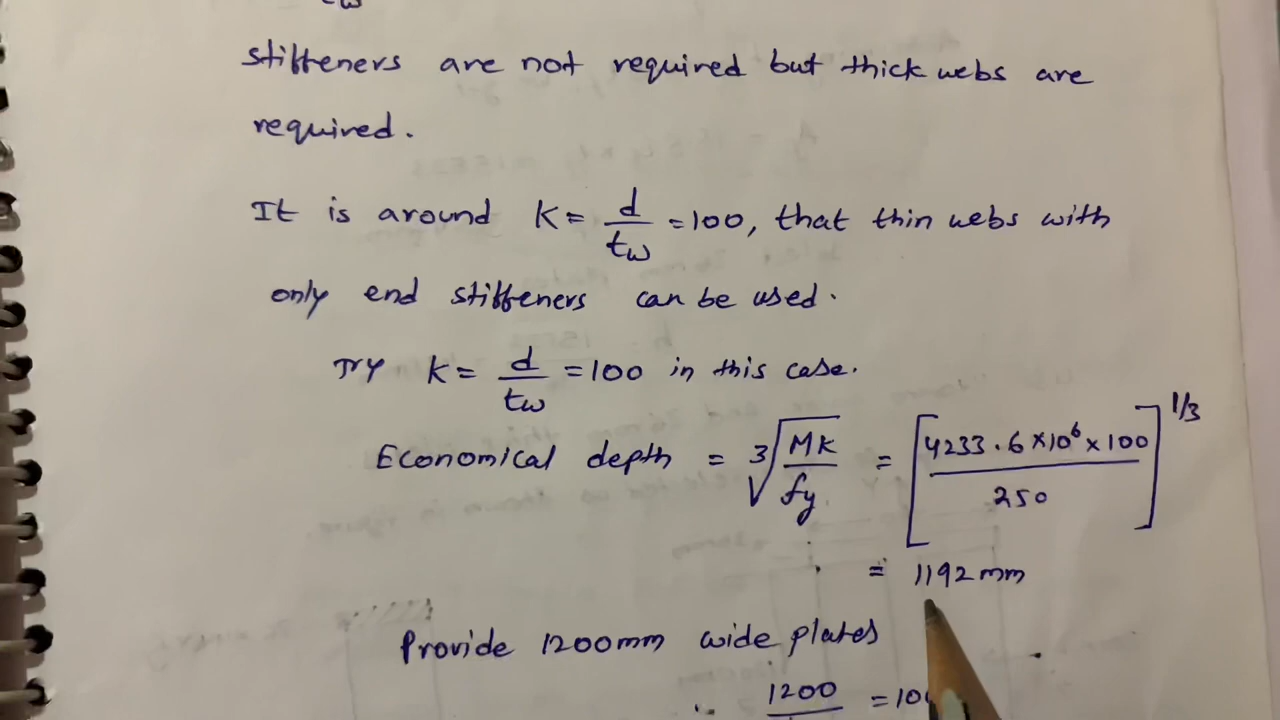 stiffeners are not required but thick webs are
required.
It is around K = d/tw = 100, that thin webs with
only end stiffeners can be used.
Try K = d/tw = 100 in this case.
Economical depth = ∛(MK/fy) = [4233.6 × 10⁶ × 100 / 250]^1/3
= 1192 mm
Provide 1200mm wide plates
∴ 1200 = 10